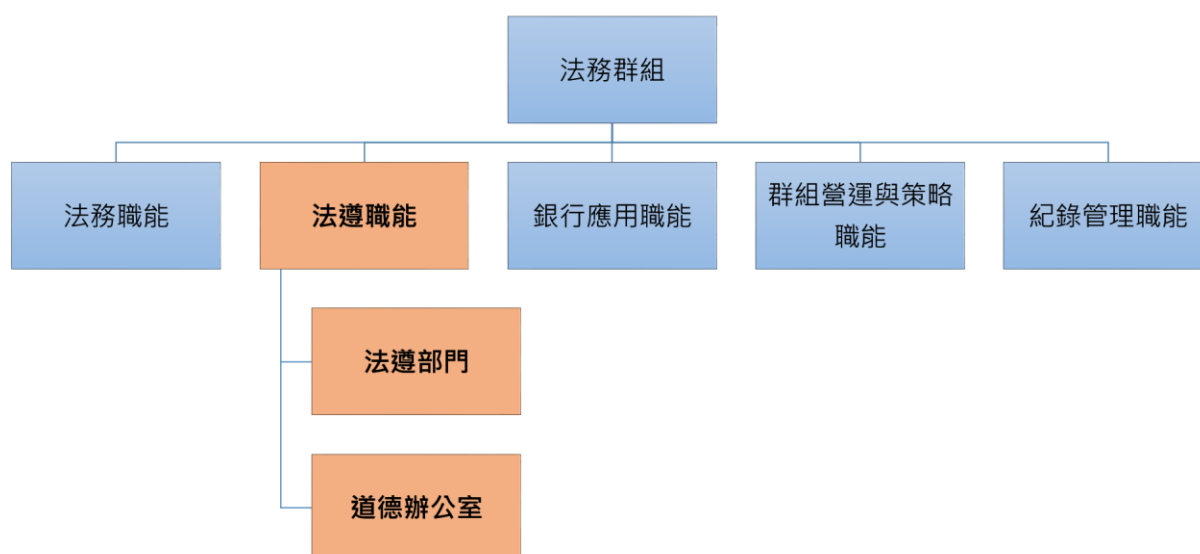 法務群組
法務職能
法遵職能
銀行應用職能
群組營運與策略
職能
紀錄管理職能
法遵部門
道德辦公室